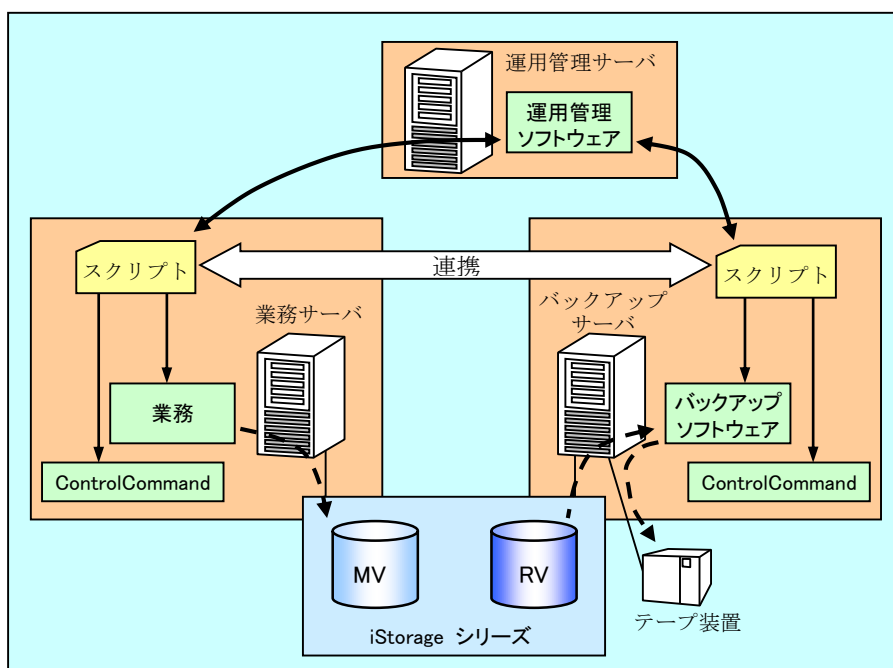 運用管理サーバ
運用管理
ソフトウェア
スクリプト
連携
スクリプト
業務サーバ
バックアップ
サーバ
業務
バックアップ
ソフトウェア
ControlCommand
ControlCommand
MV
RV
iStorage シリーズ
テープ装置